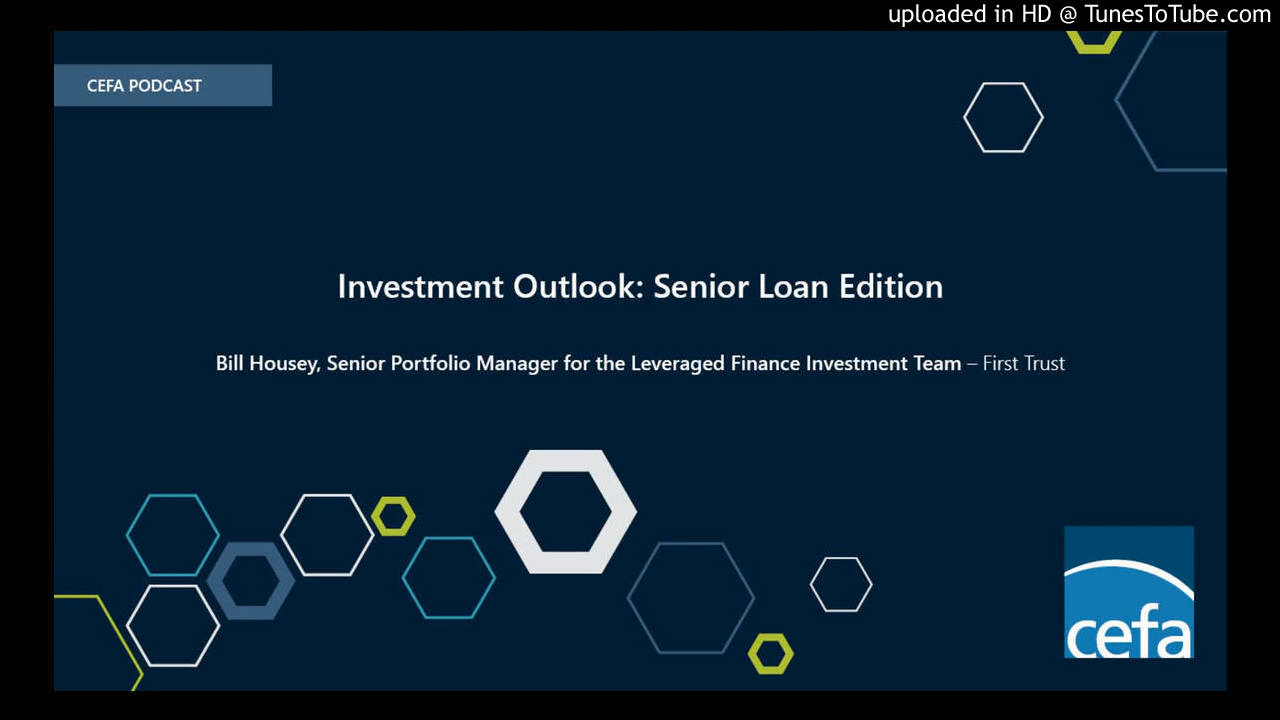 uploaded in HD @ TunesToTube.com
CEFA PODCAST
Investment Outlook: Senior Loan Edition
Bill Housey, Senior Portfolio Manager for the Leveraged Finance Investment Team – First Trust
cefa